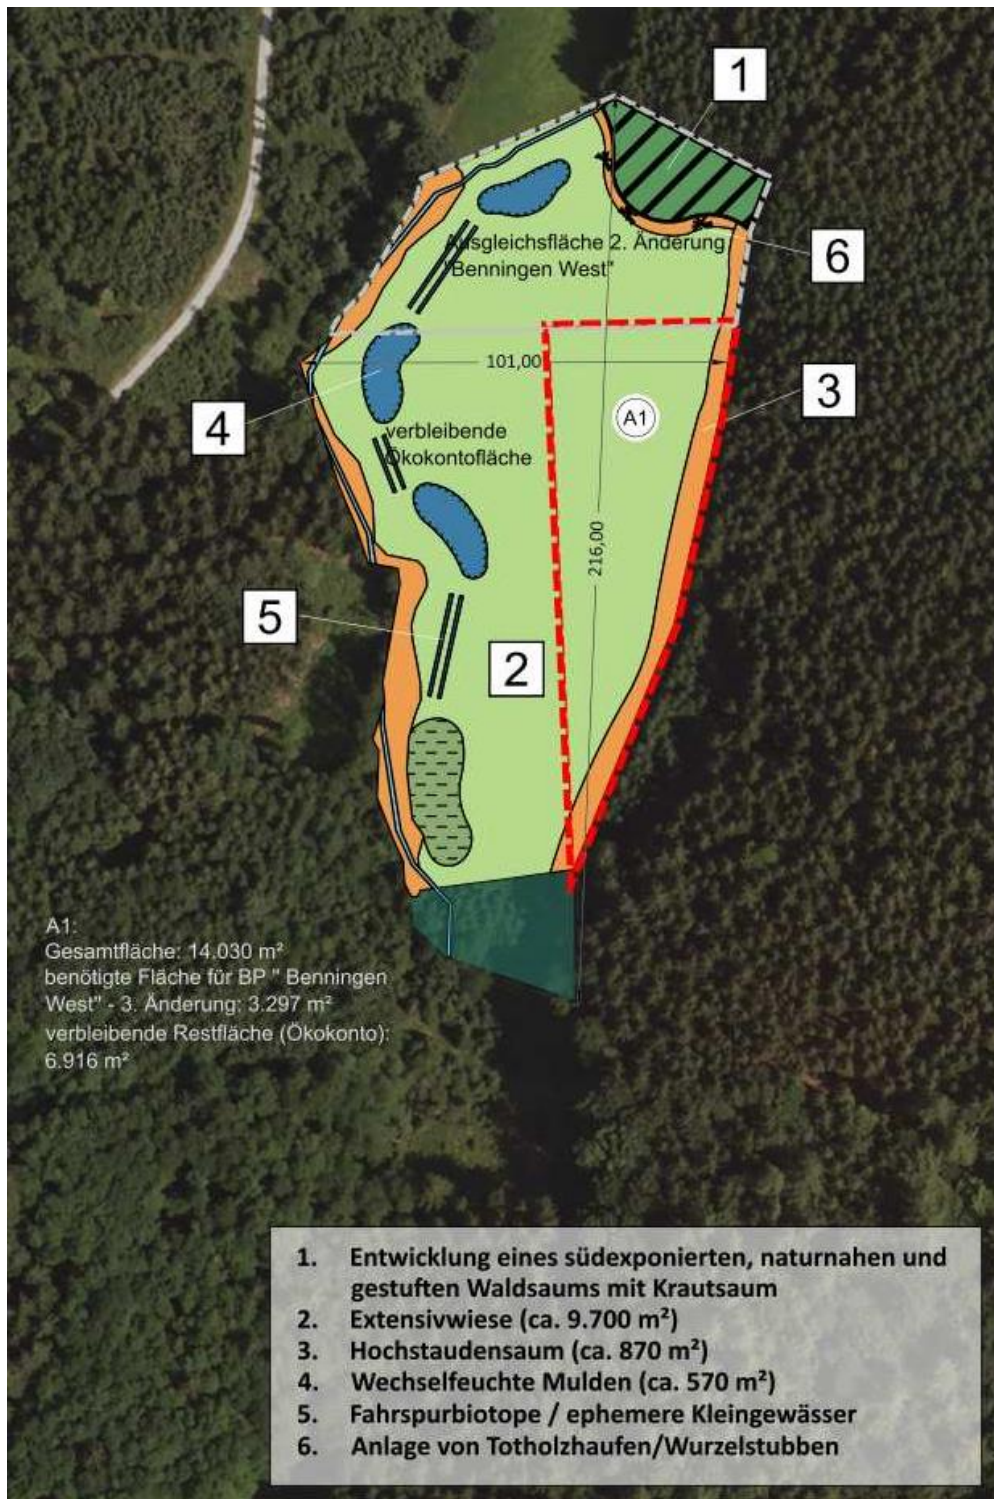 1
Ausgleichsfläche 2. Änderung
"Benningen West"
6
101,00
3
A1
4
verbleibende
Ökokontofläche
216,00
5
2
A1:
Gesamtfläche: 14.030 m²
benötigte Fläche für BP " Benningen
West" - 3. Änderung: 3.297 m²
verbleibende Restfläche (Ökokonto):
6.916 m²
1. Entwicklung eines südexponierten, naturnahen und
gestuften Waldsaums mit Krautsaum
2. Extensivwiese (ca. 9.700 m²)
3. Hochstaudensaum (ca. 870 m²)
4. Wechselfeuchte Mulden (ca. 570 m²)
5. Fahrspurbiotope / ephemere Kleingewässer
6. Anlage von Totholzhaufen/Wurzelstubben